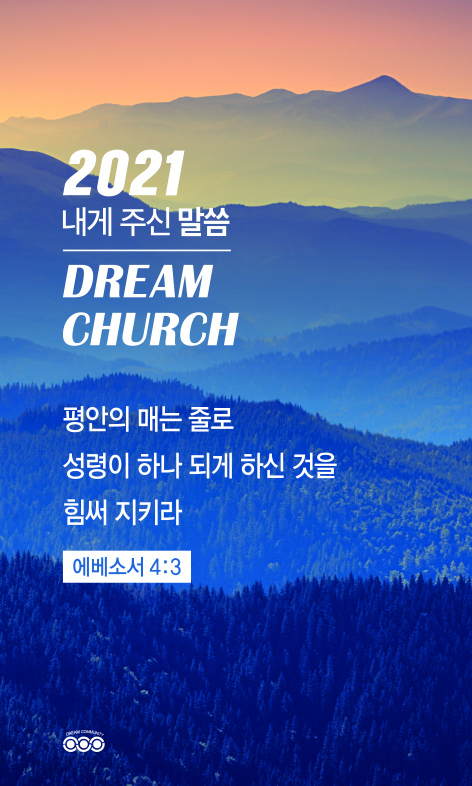 2021
내게 주신 말씀
DREAM
CHURCH
평안의 매는 줄로
성령이 하나 되게 하신 것을
힘써 지키라
에베소서 4:3
DREAM COMMUNITY